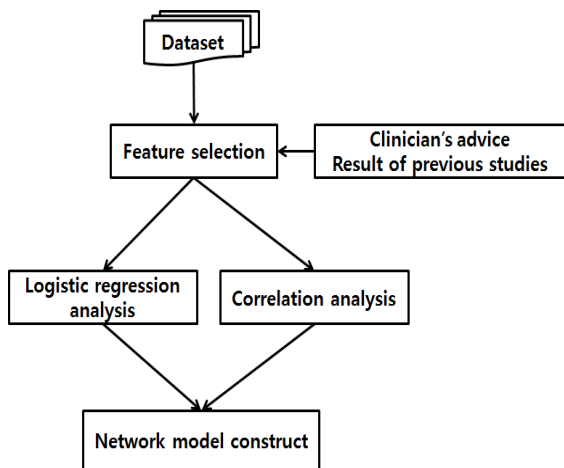 Dataset
Feature selection
Clinician's advice
Result of previous studies
Logistic regression
analysis
Correlation analysis
Network model construct